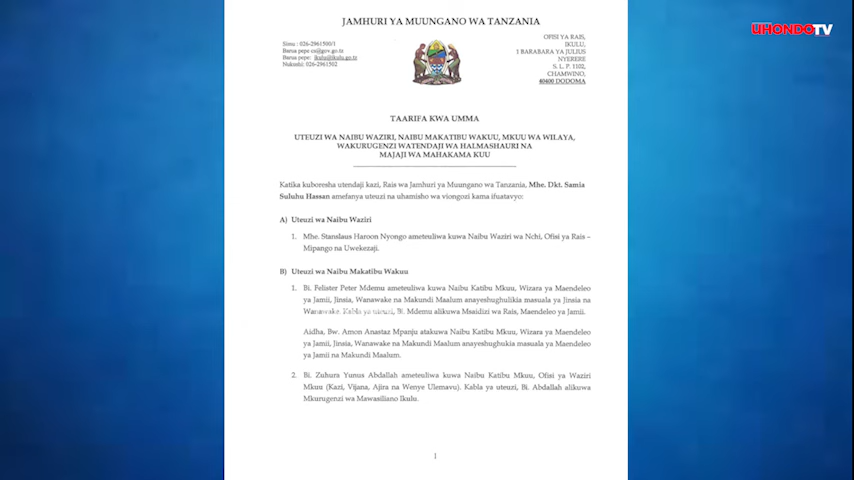 UHONDOTV
JAMHURI YA MUUNGANO WA TANZANIA
Simu : 026-2961500/1
Barua pepe cs@gov.go.tz
Barua pepe: ikulu@ikulu.go.tz
Nukushi: 026-2961502
OFISI YA RAIS,
IKULU,
1 BARABARA YA JULIUS
NYERERE
S. L. P. 1102,
CHAMWINO,
40400 DODOMA
TAARIFA KWA UMMA
UTEUZI WA NAIBU WAZIRI, NAIBU MAKATIBU WAKUU, MKUU WA WILAYA,
WAKURUGENZI WATENDAJI WA HALMASHAURI NA
MAJAJI WA MAHAKAMA KUU
Katika kuboresha utendaji kazi, Rais wa Jamhuri ya Muungano wa Tanzania, Mhe. Dkt. Samia
Suluhu Hassan amefanya uteuzi na uhamisho wa viongozi kama ifuatavyo:
A) Uteuzi wa Naibu Waziri
1. Mhe. Stanslaus Haroon Nyongo ameteuliwa kuwa Naibu Waziri wa Nchi, Ofisi ya Rais –
Mipango na Uwekezaji.
B) Uteuzi wa Naibu Makatibu Wakuu
1. Bi. Felister Peter Mdemu ameteuliwa kuwa Naibu Katibu Mkuu, Wizara ya Maendeleo
ya Jamii, Jinsia, Wanawake na Makundi Maalum anayeshughulikia masuala ya Jinsia na
Wanawake. Kabla ya uteuzi, Bi. Mdemu alikuwa Msaidizi wa Rais, Maendeleo ya Jamii.
Aidha, Bw. Amon Anastaz Mpanju atakuwa Naibu Katibu Mkuu, Wizara ya Maendeleo
ya Jamii, Jinsia, Wanawake na Makundi Maalum anayeshughukia masuala ya Maendeleo
ya Jamii na Makundi Maalum.
2. Bi. Zuhura Yunus Abdallah ameteuliwa kuwa Naibu Katibu Mkuu, Ofisi ya Waziri
Mkuu (Kazi, Vijana, Ajira na Wenye Ulemavu). Kabla ya uteuzi, Bi. Abdallah alikuwa
Mkurugenzi wa Mawasiliano Ikulu.
1